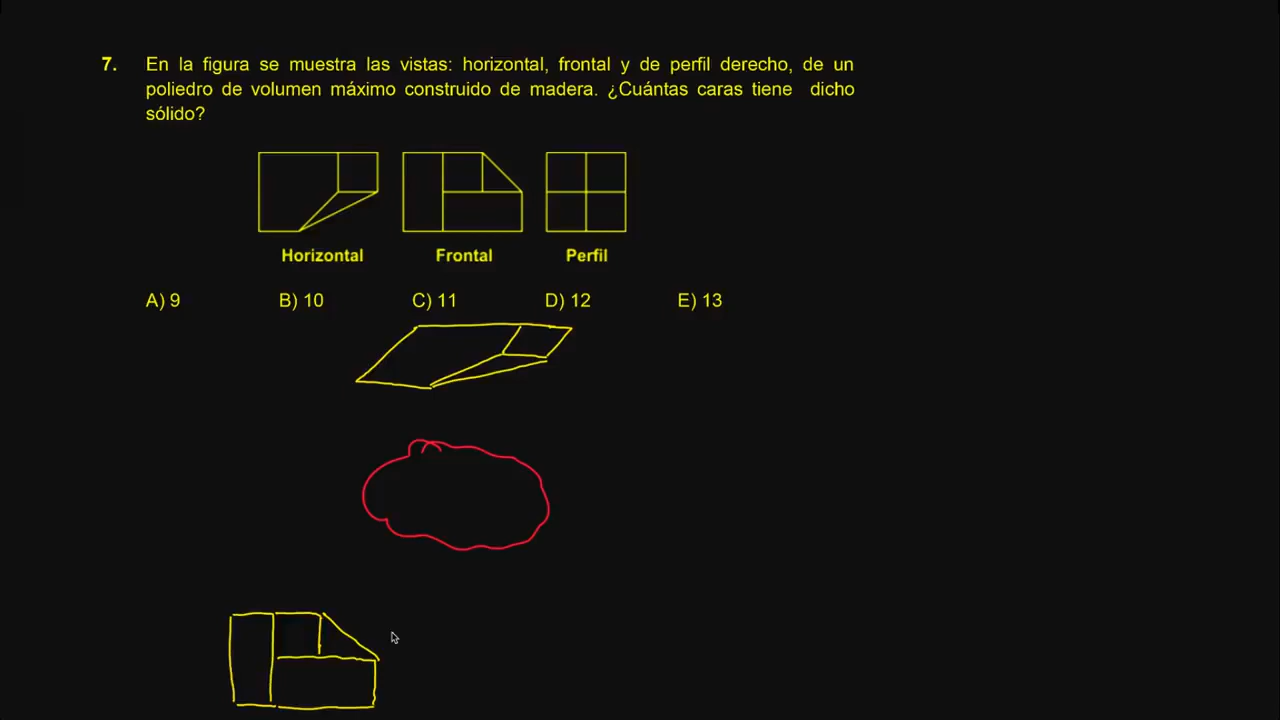 7. En la figura se muestra las vistas: horizontal, frontal y de perfil derecho, de un
poliedro de volumen máximo construido de madera. ¿Cuántas caras tiene dicho
sólido?
Horizontal Frontal Perfil
A) 9 B) 10 C) 11 D) 12 E) 13